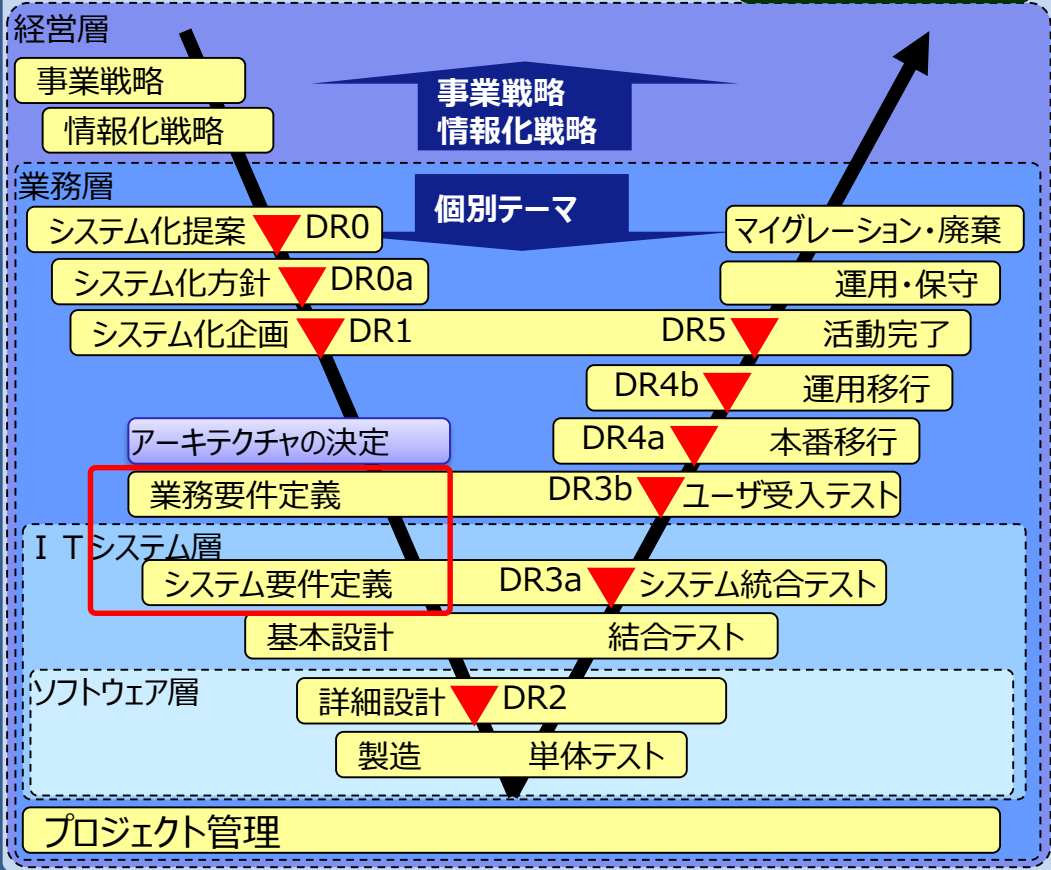 経営層
事業戦略
情報化戦略
事業戦略
情報化戦略
業務層
個別テーマ
システム化提案 DR0
マイグレーション・廃棄
システム化方針 DR0a
運用・保守
システム化企画 DR1 DR5 活動完了
DR4b 運用移行
アーキテクチャの決定
DR4a 本番移行
業務要件定義 DR3b ユーザ受入テスト
ＩＴシステム層
システム要件定義 DR3a システム統合テスト
基本設計 結合テスト
ソフトウェア層
詳細設計 DR2
製造 単体テスト
プロジェクト管理